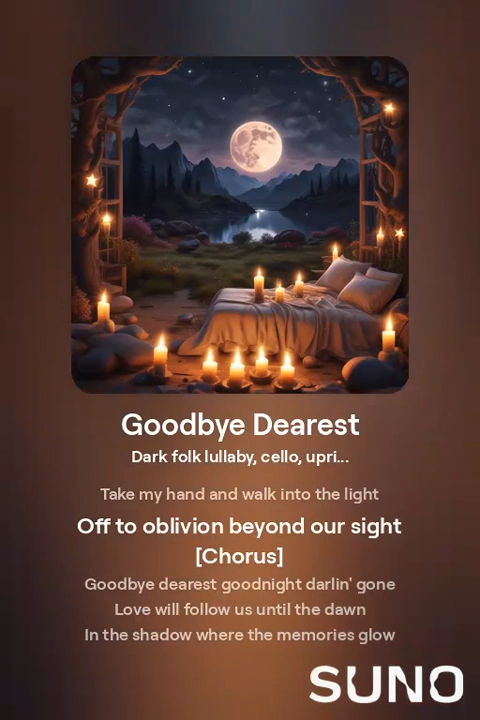 Goodbye Dearest
Dark folk lullaby, cello, upri...
Take my hand and walk into the light
Off to oblivion beyond our sight
[Chorus]
Goodbye dearest goodnight darlin' gone
Love will follow us until the dawn
In the shadow where the memories glow
SUNO